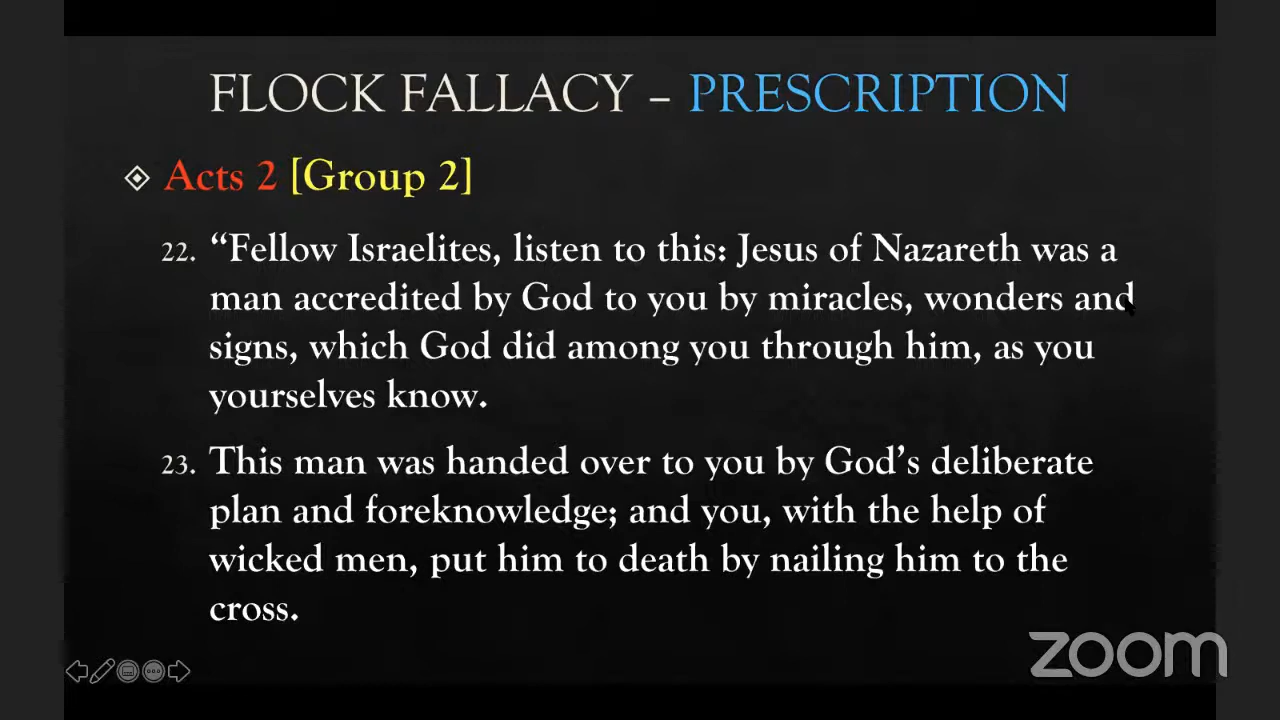 FLOCK FALLACY – PRESCRIPTION
Acts 2 [Group 2]
22. “Fellow Israelites, listen to this: Jesus of Nazareth was a
man accredited by God to you by miracles, wonders and
signs, which God did among you through him, as you
yourselves know.
23. This man was handed over to you by God’s deliberate
plan and foreknowledge; and you, with the help of
wicked men, put him to death by nailing him to the
cross.
zoom